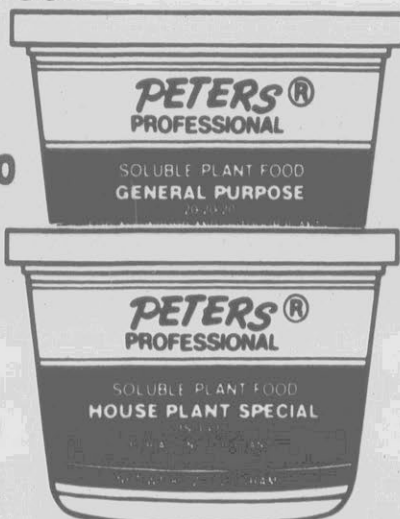 PETERS®
PROFESSIONAL
SOLUBLE PLANT FOOD
GENERAL PURPOSE
20-20-20
PETERS®
PROFESSIONAL
SOLUBLE PLANT FOOD
HOUSE PLANT SPECIAL